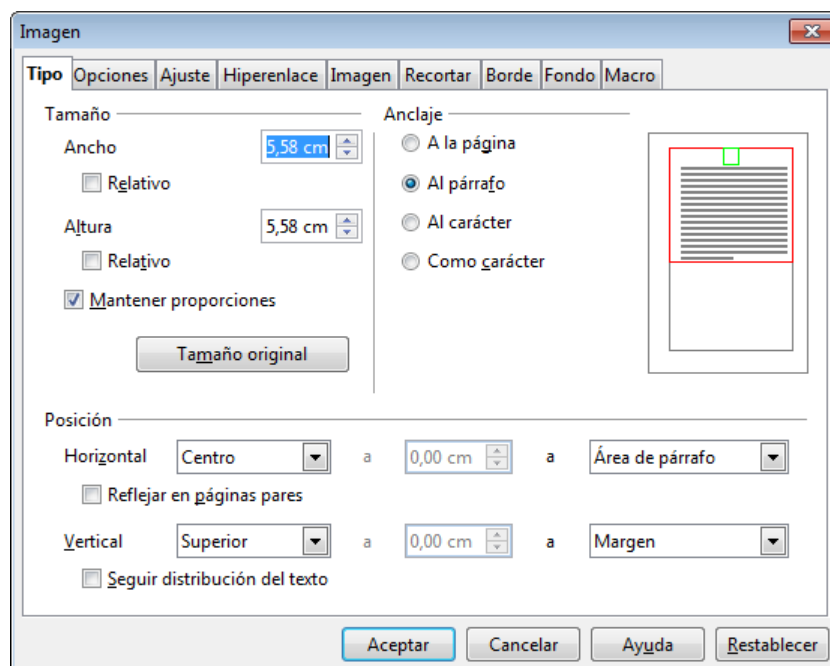 Imagen
Tipo Opciones Ajuste Hiperenlace Imagen Recortar Borde Fondo Macro
Tamaño
Ancho 5,58 cm
Relativo
Altura 5,58 cm
Relativo
Mantener proporciones
Tamaño original
Anclaje
A la página
Al párrafo
Al carácter
Como carácter
Posición
Horizontal Centro a 0,00 cm a Área de párrafo
Reflejar en páginas pares
Vertical Superior a 0,00 cm a Margen
Seguir distribución del texto
Aceptar Cancelar Ayuda Restablecer